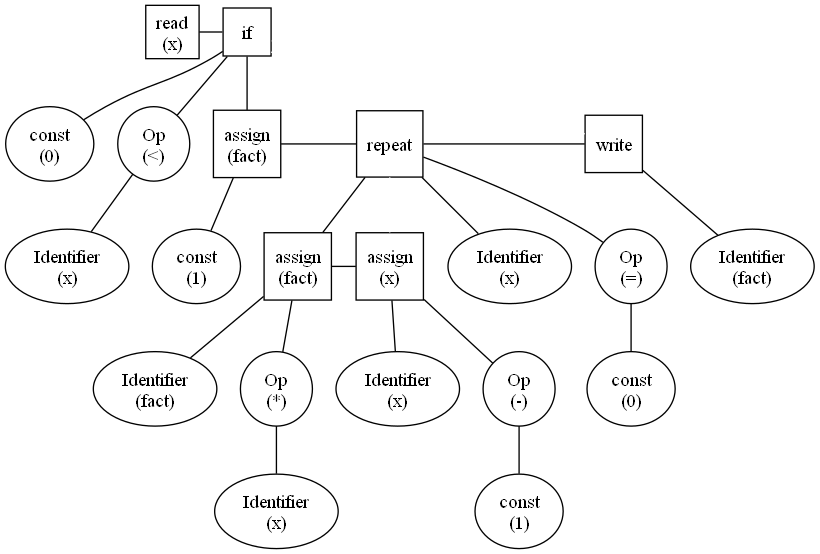 read
(x)
if
const
(0)
Op
(<)
assign
(fact)
repeat
write
Identifier
(x)
const
(1)
assign
(fact)
assign
(x)
Identifier
(x)
Op
(=)
Identifier
(fact)
Identifier
(fact)
Op
(*)
Identifier
(x)
Op
(-)
const
(0)
Identifier
(x)
const
(1)